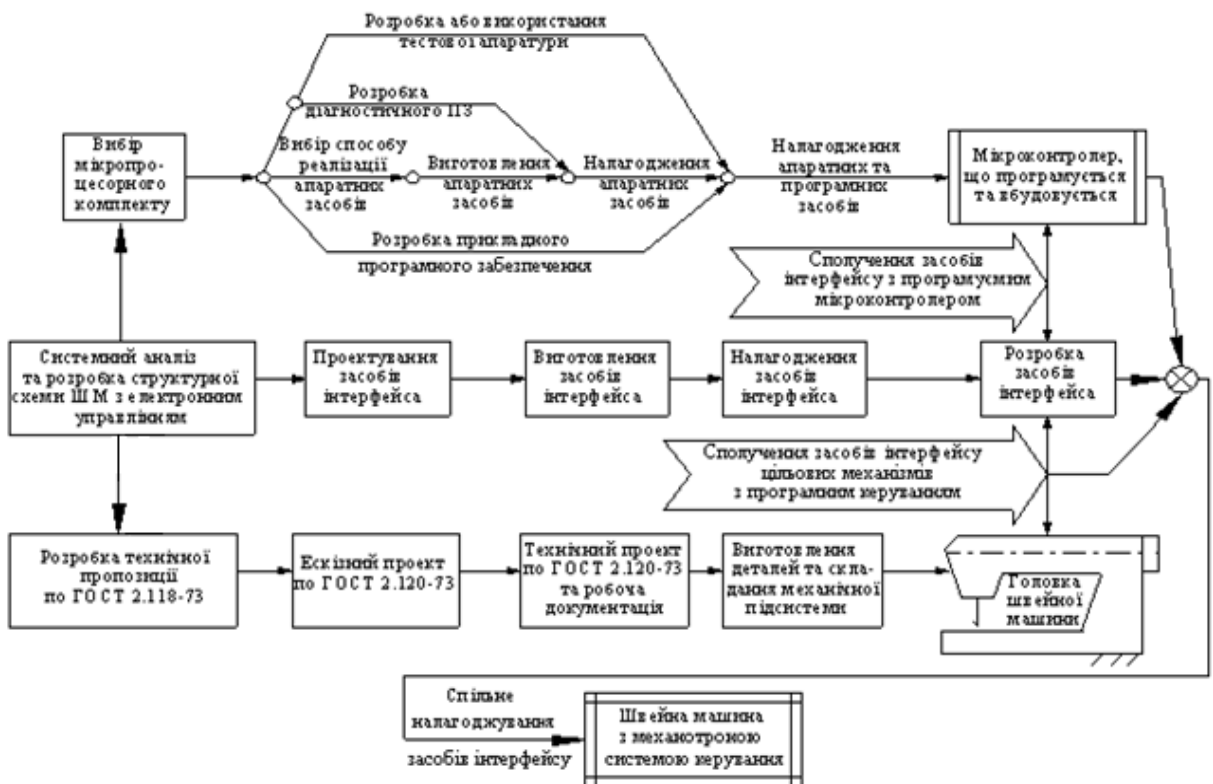 Розробка або використання
тестової апаратури
Розробка
діагностичного ПЗ
Вибір
мікропро-
цесорного
комплекту
Вибір способу
реалізації
апаратних
засобів
Виготовлення
апаратних
засобів
Налагодження
апаратних
засобів
Налагодження
апаратних та
програмних
засобів
Мікроконтролер,
що програмується
та вбудовується
Розробка прикладного
програмного забезпечення
Сполучення засобів
інтерфейсу з програмуємим
мікроконтролером
Системний аналіз
та розробка структурної
схеми ШМ з електронним
управлінням
Проектування
засобів
інтерфейса
Виготовлення
засобів
інтерфейса
Налагодження
засобів
інтерфейса
Розробка
засобів
інтерфейса
Сполучення засобів інтерфейсу
цільових механізмів
з програмним керуванням
Розробка технічної
пропозиції
по ГОСТ 2.118-73
Ескізний проект
по ГОСТ 2.120-73
Технічний проект
по ГОСТ 2.120-73
та робоча
документація
Виготовлення
деталей та скла-
дання механічної
підсистеми
Головка
швейної
машини
Спільне
налагоджування
засобів інтерфейсу
Швейна машина
з механотроною
системою керування